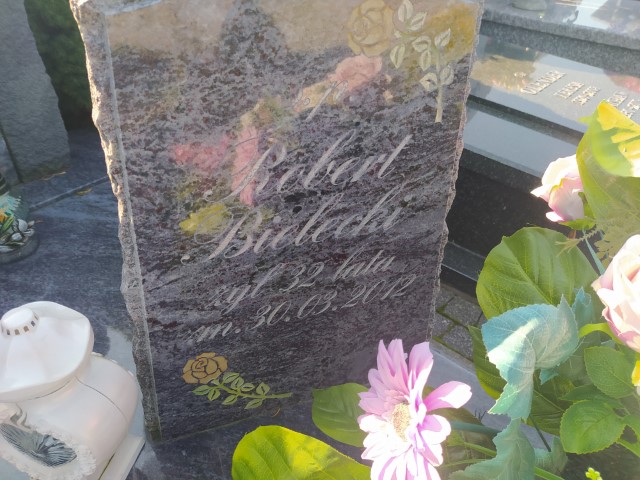 Robert
Bielecki
żył 32 lata
zm. 30.03.2012